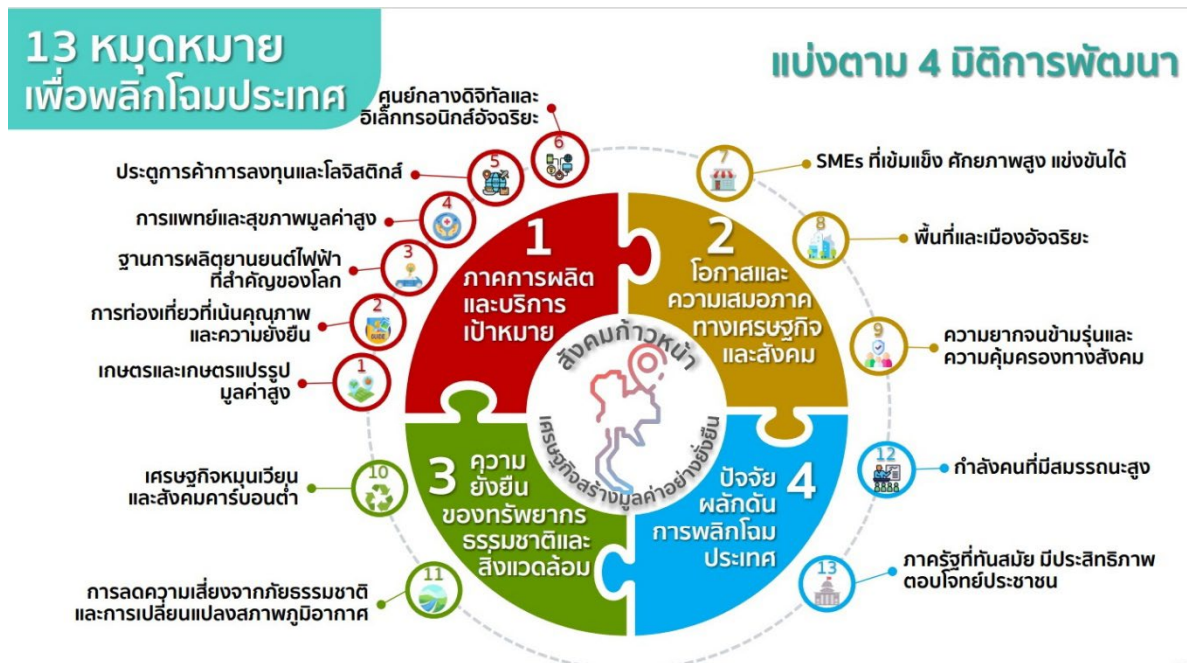 13 หมุดหมาย
เพื่อพลิกโฉมประเทศ
แบ่งตาม 4 มิติการพัฒนา
1
ภาคการผลิต
และบริการ
เป้าหมาย
6
ศูนย์กลางดิจิทัลและ
อิเล็กทรอนิกส์อัจฉริยะ
5
ประตูการค้าการลงทุนและโลจิสติกส์
4
การแพทย์และสุขภาพมูลค่าสูง
3
ฐานการผลิตยานยนต์ไฟฟ้า
ที่สำคัญของโลก
2
การท่องเที่ยวที่เน้นคุณภาพ
และความยั่งยืน
GUIDE
1
เกษตรและเกษตรแปรรูป
มูลค่าสูง
2
โอกาสและ
ความเสมอภาค
ทางเศรษฐกิจ
และสังคม
7
SMEs ที่เข้มแข็ง ศักยภาพสูง แข่งขันได้
8
พื้นที่และเมืองอัจฉริยะ
9
ความยากจนข้ามรุ่นและ
ความคุ้มครองทางสังคม
สังคมก้าวหน้า
เศรษฐกิจสร้างมูลค่าอย่างยั่งยืน
3 ความ
ยั่งยืน
ของทรัพยากร
ธรรมชาติและ
สิ่งแวดล้อม
10
เศรษฐกิจหมุนเวียน
และสังคมคาร์บอนต่ำ
11
การลดความเสี่ยงจากภัยธรรมชาติ
และการเปลี่ยนแปลงสภาพภูมิอากาศ
4
ปัจจัย
ผลักดัน
การพลิกโฉม
ประเทศ
12
กำลังคนที่มีสมรรถนะสูง
13
ภาครัฐที่ทันสมัย มีประสิทธิภาพ
ตอบโจทย์ประชาชน